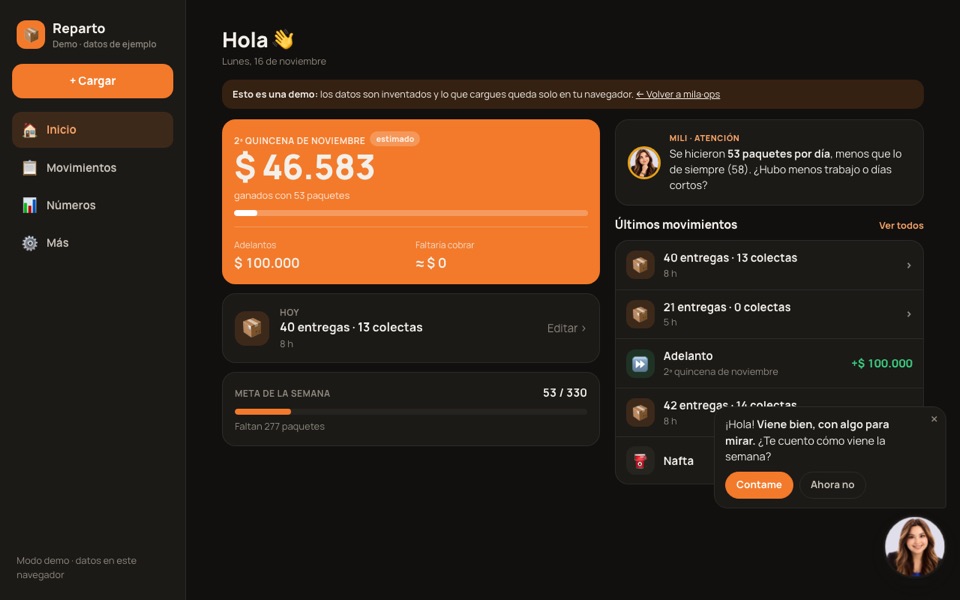 Reparto
Demo · datos de ejemplo
+ Cargar
Inicio
Movimientos
Números
Más
Modo demo · datos en este
navegador
Hola 👋
Lunes, 16 de noviembre
Esto es una demo: los datos son inventados y lo que cargues queda solo en tu navegador. ← Volver a mila-ops
2ª QUINCENA DE NOVIEMBRE estimado
$ 46.583
ganados con 53 paquetes
Adelantos
$ 100.000
Faltaría cobrar
≈ $ 0
HOY
40 entregas · 13 colectas
8 h
Editar ›
META DE LA SEMANA
53 / 330
Faltan 277 paquetes
MILI · ATENCIÓN
Se hicieron 53 paquetes por día, menos que lo
de siempre (58). ¿Hubo menos trabajo o días
cortos?
Últimos movimientos
Ver todos
40 entregas · 13 colectas
8 h
›
21 entregas · 0 colectas
5 h
›
Adelanto
2ª quincena de noviembre
+$ 100.000
42 entregas · 14 colectas
8 h
Nafta
¡Hola! Viene bien, con algo para
mirar. ¿Te cuento cómo viene la
semana?
×
Contame
Ahora no